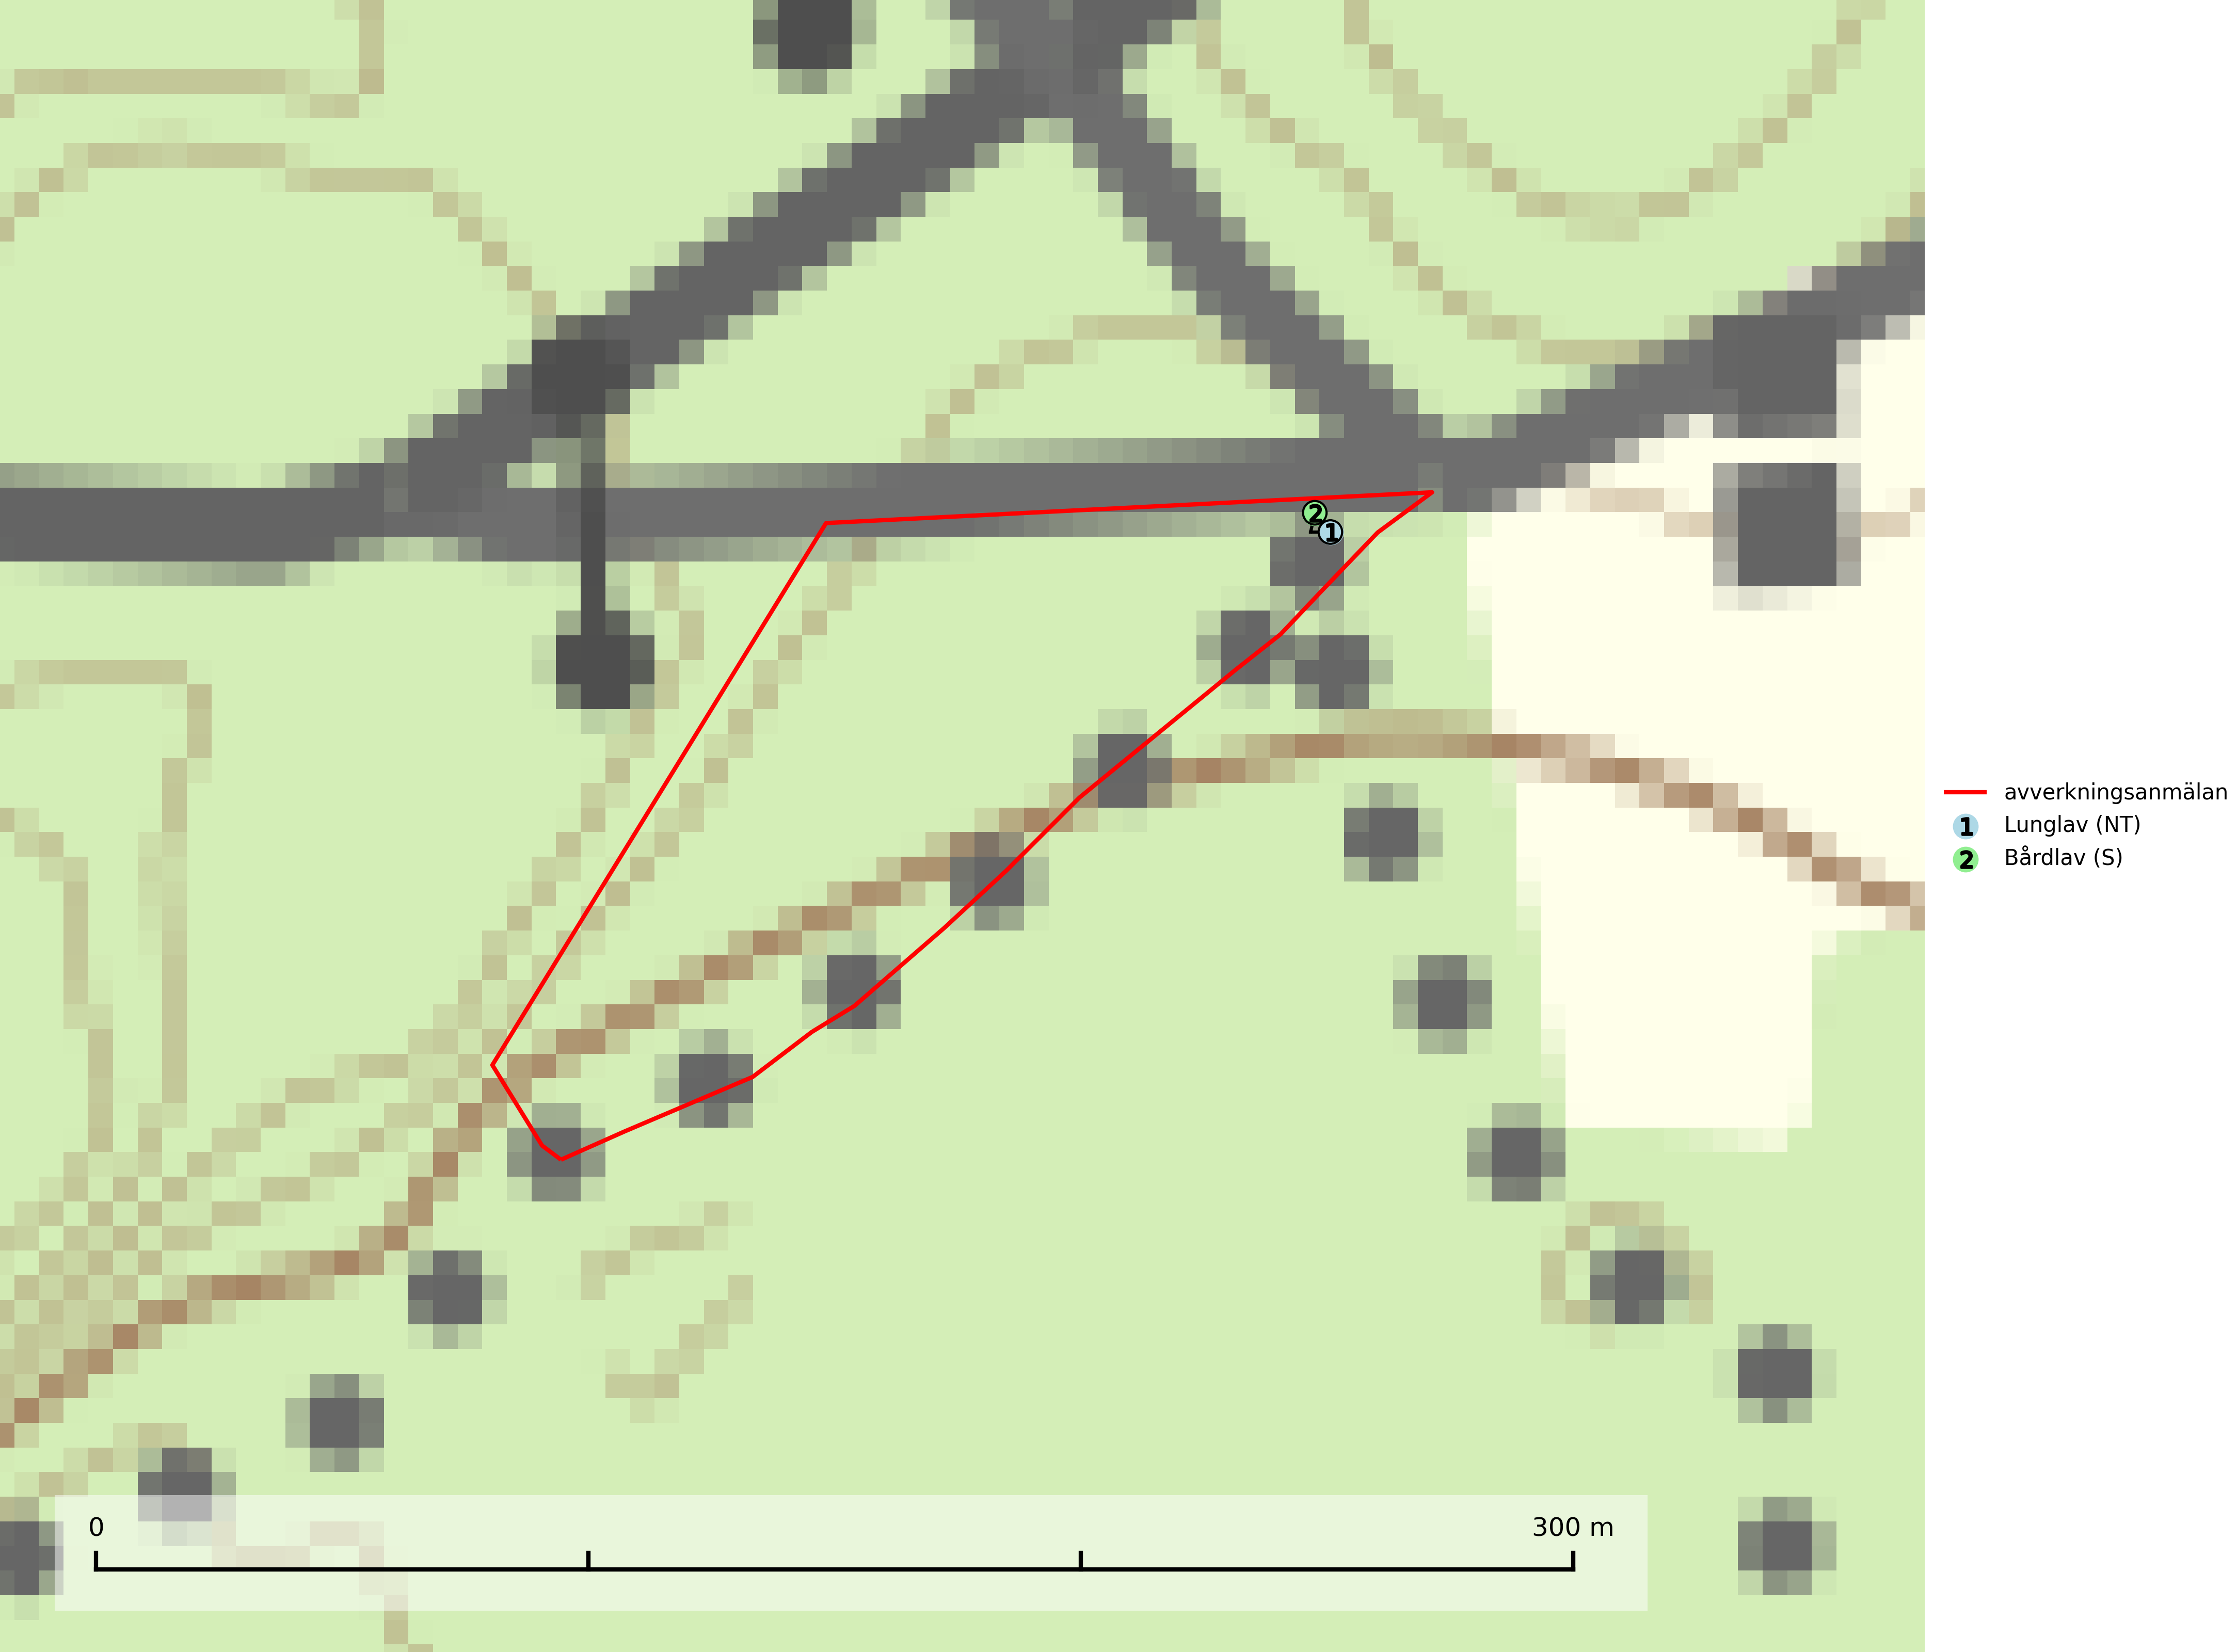 2
1
avverkningsanmälan
1 Lunglav (NT)
2 Bårdlav (S)
0 300 m